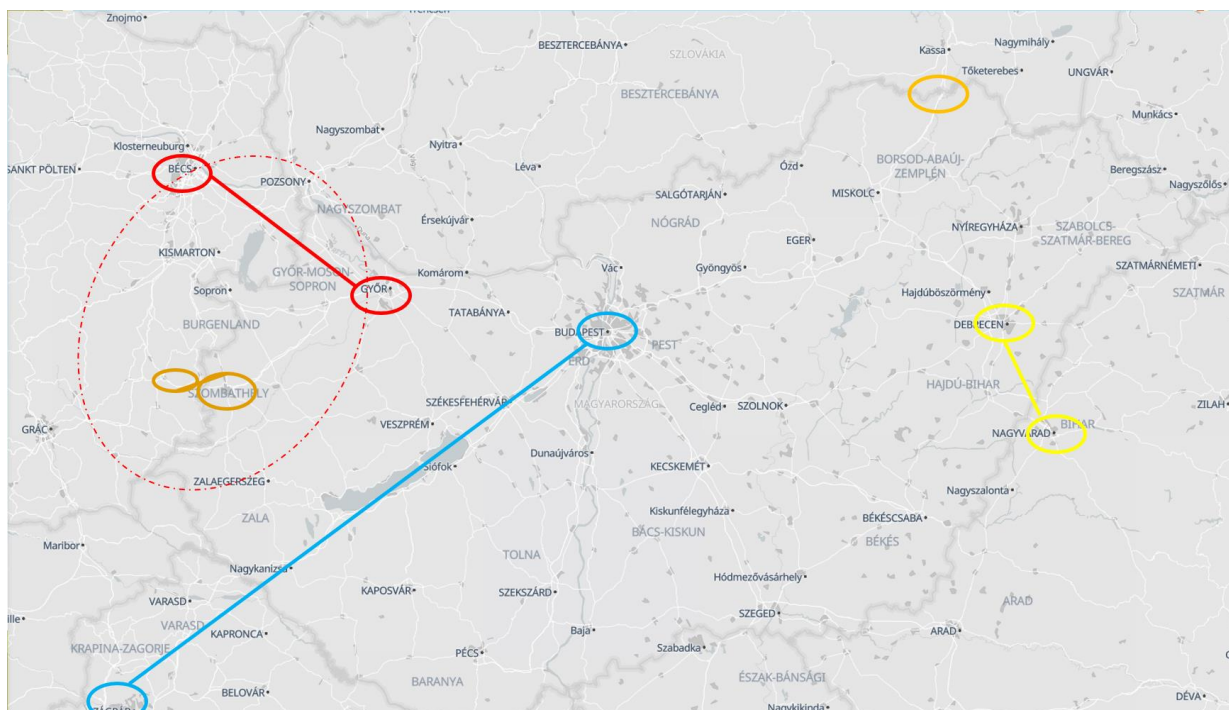 Znojmo
BESZTERCEBÁNYA
SZLOVÁKIA
Kassa
Nagymihály
Tőketerebes
UNGVÁR
BESZTERCEBÁNYA
Munkács
Klosterneuburg
Nagyszombat
Nyitra
SANKT PÖLTEN
BÉCS
POZSONY
Léva
Ózd
BORSOD-ABAÚJ-
ZEMPLÉN
Beregszász
Nagyszőlős
NAGYSZOMBAT
Érsekújvár
SALGÓTARJÁN
NÓGRÁD
MISKOLC
NYÍREGYHÁZA
SZABOLCS-
SZATMÁR-BEREG
KISMARTON
EGER
GYŐR-MOSON-
SOPRON
Komárom
Vác
Gyöngyös
SZATMÁRNÉMETI
Sopron
GYŐR
Hajdúböszörmény
SZATMÁR
BURGENLAND
TATABÁNYA
BUDAPEST
DEBRECEN
PEST
ÉRD
SZOMBATHELY
HAJDÚ-BIHAR
SZÉKESFEHÉRVÁR
MAGYARORSZÁG
Cegléd
SZOLNOK
ZILAH
GRÁC
VESZPRÉM
NAGYVÁRAD
BIHAR
Dunaújváros
Siófok
KECSKEMÉT
ZALAEGERSZEG
Nagyszalonta
ZALA
Kiskunfélegyháza
BÉKÉSCSABA
BÁCS-KISKUN
BÉKÉS
Maribor
TOLNA
Nagykanizsa
Hódmezővásárhely
KAPOSVÁR
SZEKSZÁRD
VARASD
ARAD
SZEGED
VARASD
KAPRONCA
Baja
ARAD
KRAPINA-ZAGORJE
PÉCS
Szabadka
BARANYA
ÉSZAK-BÁNSÁGI
BELOVÁR
DÉVA
Nagykikinda